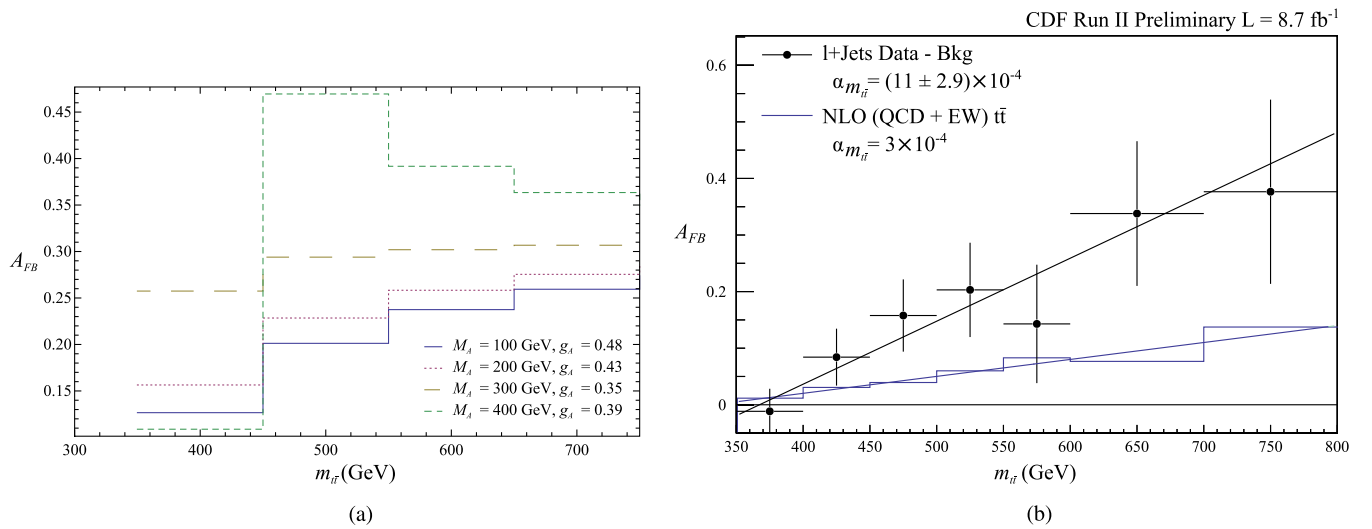 0.45
0.40
0.35
0.30
0.25
0.20
0.15
A_FB
M_A = 100 GeV, g_A = 0.48
M_A = 200 GeV, g_A = 0.43
M_A = 300 GeV, g_A = 0.35
M_A = 400 GeV, g_A = 0.39
300 400 500 600 700
m_tt̄ (GeV)
(a)
CDF Run II Preliminary L = 8.7 fb⁻¹
l+Jets Data - Bkg
α_m_tt̄ = (11 ± 2.9)×10⁻⁴
NLO (QCD + EW) tt̄
α_m_tt̄ = 3×10⁻⁴
0.6
0.4
0.2
0
A_FB
350 400 450 500 550 600 650 700 750 800
m_tt̄ (GeV)
(b)